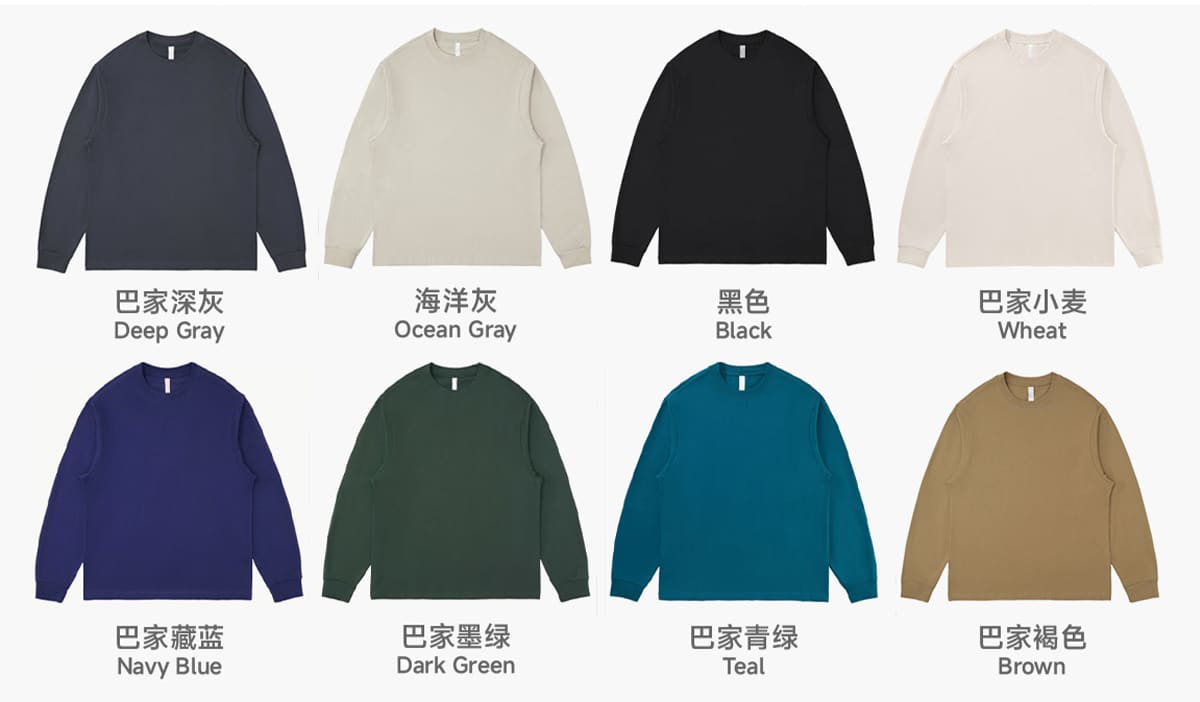 巴家深灰
Deep Gray
海洋灰
Ocean Gray
黑色
Black
巴家小麦
Wheat
巴家藏蓝
Navy Blue
巴家墨绿
Dark Green
巴家青绿
Teal
巴家褐色
Brown